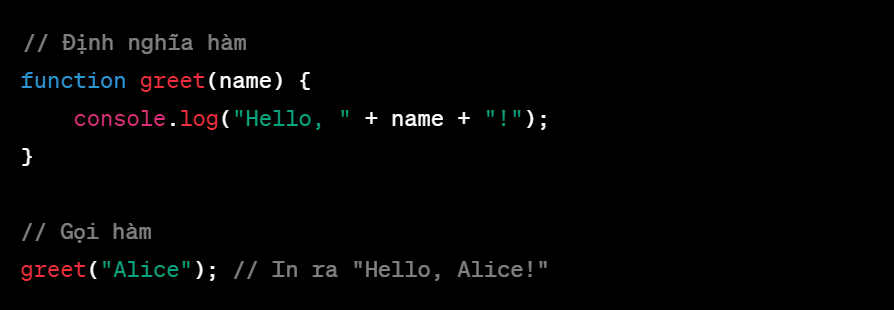 // Định nghĩa hàm
function greet(name) {
    console.log("Hello, " + name + "!");
}

// Gọi hàm
greet("Alice"); // In ra "Hello, Alice!"